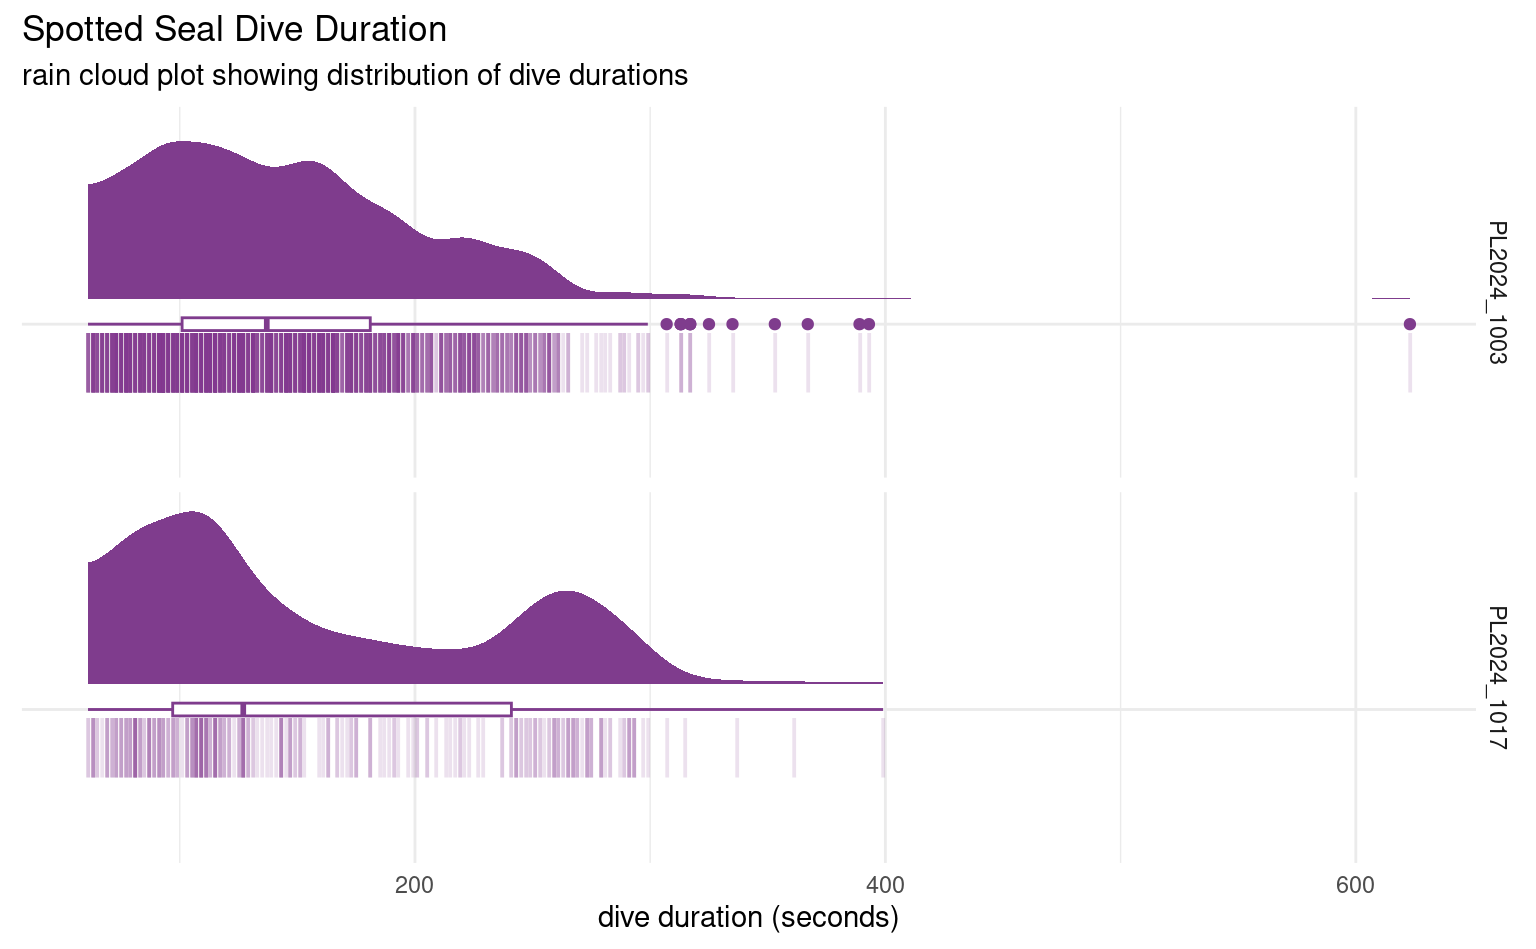 Spotted Seal Dive Duration
rain cloud plot showing distribution of dive durations
PL2024_1003
PL2024_1017
200
400
600
dive duration (seconds)